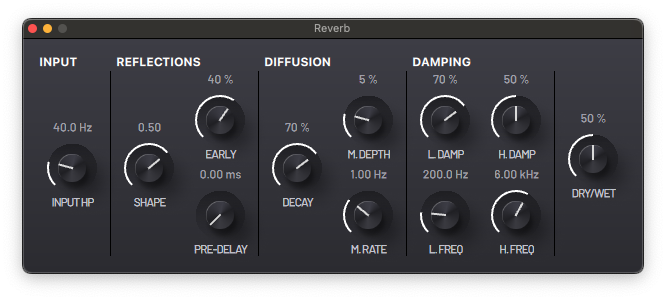 Reverb
INPUT
40.0 Hz
INPUT HP
REFLECTIONS
0.50
SHAPE
40 %
EARLY
0.00 ms
PRE-DELAY
DIFFUSION
70 %
DECAY
5 %
M. DEPTH
1.00 Hz
M. RATE
DAMPING
70 %
L. DAMP
200.0 Hz
L. FREQ
50 %
H. DAMP
6.00 kHz
H. FREQ
50 %
DRY/WET